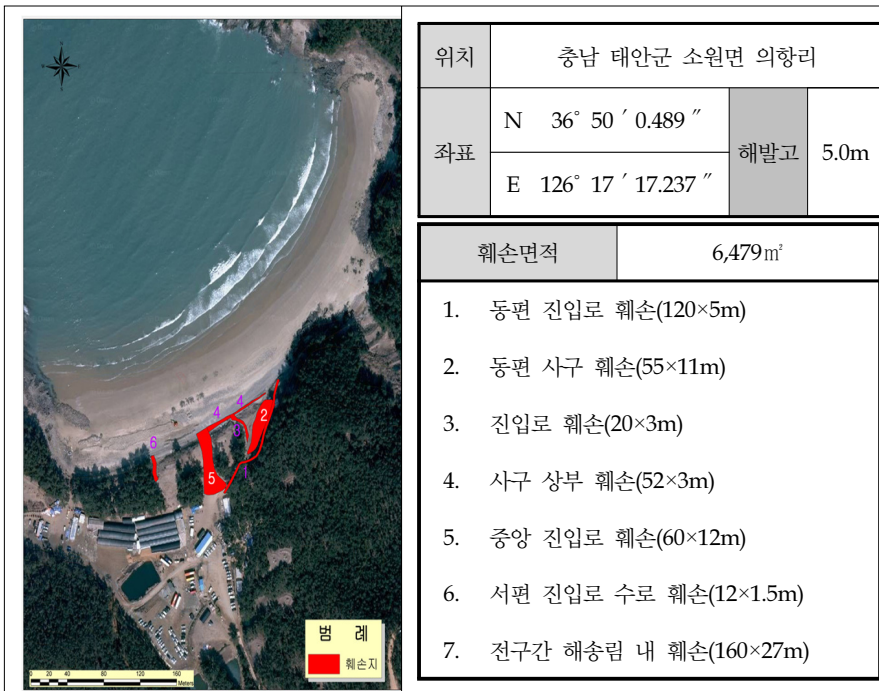 위치 충남 태안군 소원면 의항리
좌표 N 36° 50 ′ 0.489 ″
E 126° 17 ′ 17.237 ″
해발고 5.0m
훼손면적 6,479㎡
1. 동편 진입로 훼손(120×5m)
2. 동편 사구 훼손(55×11m)
3. 진입로 훼손(20×3m)
4. 사구 상부 훼손(52×3m)
5. 중앙 진입로 훼손(60×12m)
6. 서편 진입로 수로 훼손(12×1.5m)
7. 전구간 해송림 내 훼손(160×27m)
4
4
2
3
6
5
1
범 례
훼손지
0 20 40 80 120 160
Meters